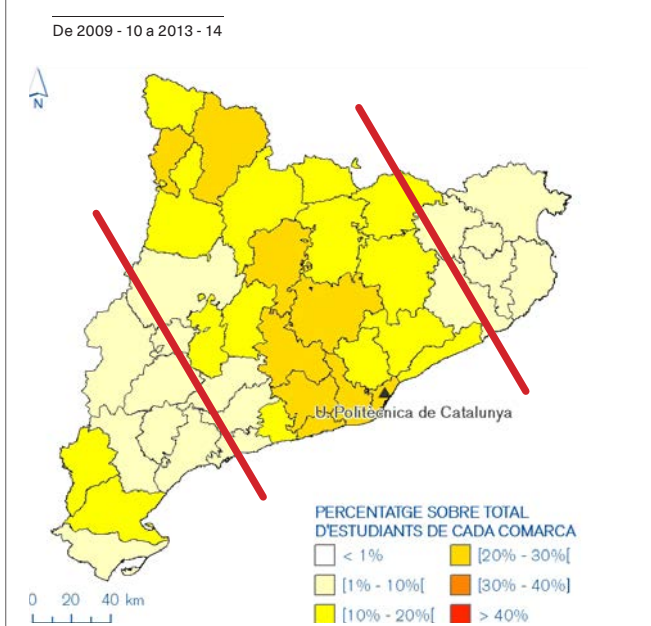 De 2009 - 10 a 2013 - 14
N
U. Politècnica de Catalunya
PERCENTATGE SOBRE TOTAL
D'ESTUDIANTS DE CADA COMARCA
< 1%
[20% - 30%[
[1% - 10%[
[30% - 40%]
[10% - 20%[
> 40%
0 20 40 km